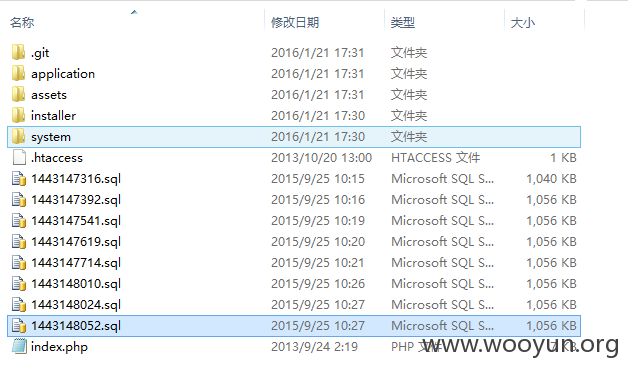 名称 修改日期 类型 大小
.git 2016/1/21 17:31 文件夹
application 2016/1/21 17:31 文件夹
assets 2016/1/21 17:31 文件夹
installer 2016/1/21 17:30 文件夹
system 2016/1/21 17:30 文件夹
.htaccess 2013/10/20 13:00 HTACCESS 文件 1 KB
1443147316.sql 2015/9/25 10:15 Microsoft SQL S... 1,040 KB
1443147392.sql 2015/9/25 10:16 Microsoft SQL S... 1,056 KB
1443147541.sql 2015/9/25 10:19 Microsoft SQL S... 1,056 KB
1443147619.sql 2015/9/25 10:20 Microsoft SQL S... 1,056 KB
1443147714.sql 2015/9/25 10:21 Microsoft SQL S... 1,056 KB
1443148010.sql 2015/9/25 10:26 Microsoft SQL S... 1,056 KB
1443148024.sql 2015/9/25 10:27 Microsoft SQL S... 1,056 KB
1443148052.sql 2015/9/25 10:27 Microsoft SQL S... 1,056 KB
index.php 2013/9/24 2:19 PHP 文件 KB
www.wooyun.org